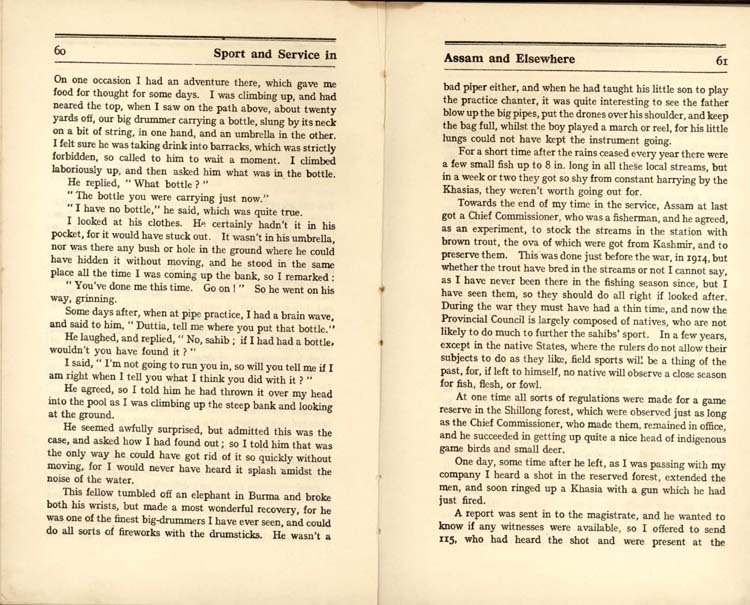 60 Sport and Service in
On one occasion I had an adventure there, which gave me
food for thought for some days. I was climbing up, and had
neared the top, when I saw on the path above, about twenty
yards off, our big drummer carrying a bottle, slung by its neck
on a bit of string, in one hand, and an umbrella in the other.
I felt sure he was taking drink into barracks, which was strictly
forbidden, so called to him to wait a moment. I climbed
laboriously up, and then asked him what was in the bottle.
He replied, " What bottle ? "
" The bottle you were carrying just now."
" I have no bottle," he said, which was quite true.
I looked at his clothes. He certainly hadn't it in his
pocket, for it would have stuck out. It wasn't in his umbrella,
nor was there any bush or hole in the ground where he could
have hidden it without moving, and he stood in the same
place all the time I was coming up the bank, so I remarked :
" You've done me this time. Go on ! " So he went on his
way, grinning.
Some days after, when at pipe practice, I had a brain wave,
and said to him, " Duttia, tell me where you put that bottle."
He laughed, and replied, " No, sahib ; if I had had a bottle,
wouldn't you have found it ? "
I said, " I'm not going to run you in, so will you tell me if I
am right when I tell you what I think you did with it ? "
He agreed, so I told him he had thrown it over my head
into the pool as I was climbing up the steep bank and looking
at the ground.
He seemed awfully surprised, but admitted this was the
case, and asked how I had found out ; so I told him that was
the only way he could have got rid of it so quickly without
moving, for I would never have heard it splash amidst the
noise of the water.
This fellow tumbled off an elephant in Burma and broke
both his wrists, but made a most wonderful recovery, for he
was one of the finest big-drummers I have ever seen, and could
do all sorts of fireworks with the drumsticks. He wasn't a
Assam and Elsewhere 61
bad piper either, and when he had taught his little son to play
the practice chanter, it was quite interesting to see the father
blow up the big pipes, put the drones over his shoulder, and keep
the bag full, whilst the boy played a march or reel, for his little
lungs could not have kept the instrument going.
For a short time after the rains ceased every year there were
a few small fish up to 8 in. long in all these local streams, but
in a week or two they got so shy from constant harrying by the
Khasias, they weren't worth going out for.
Towards the end of my time in the service, Assam at last
got a Chief Commissioner, who was a fisherman, and he agreed,
as an experiment, to stock the streams in the station with
brown trout, the ova of which were got from Kashmir, and to
preserve them. This was done just before the war, in 1914, but
whether the trout have bred in the streams or not I cannot say,
as I have never been there in the fishing season since, but I
have seen them, so they should do all right if looked after.
During the war they must have had a thin time, and now the
Provincial Council is largely composed of natives, who are not
likely to do much to further the sahibs' sport. In a few years,
except in the native States, where the rulers do not allow their
subjects to do as they like, field sports will be a thing of the
past, for, if left to himself, no native will observe a close season
for fish, flesh, or fowl.
At one time all sorts of regulations were made for a game
reserve in the Shillong forest, which were observed just as long
as the Chief Commissioner, who made them, remained in office,
and he succeeded in getting up quite a nice head of indigenous
game birds and small deer.
One day, some time after he left, as I was passing with my
company I heard a shot in the reserved forest, extended the
men, and soon ringed up a Khasia with a gun which he had
just fired.
A report was sent in to the magistrate, and he wanted to
know if any witnesses were available, so I offered to send
115, who had heard the shot and were present at the